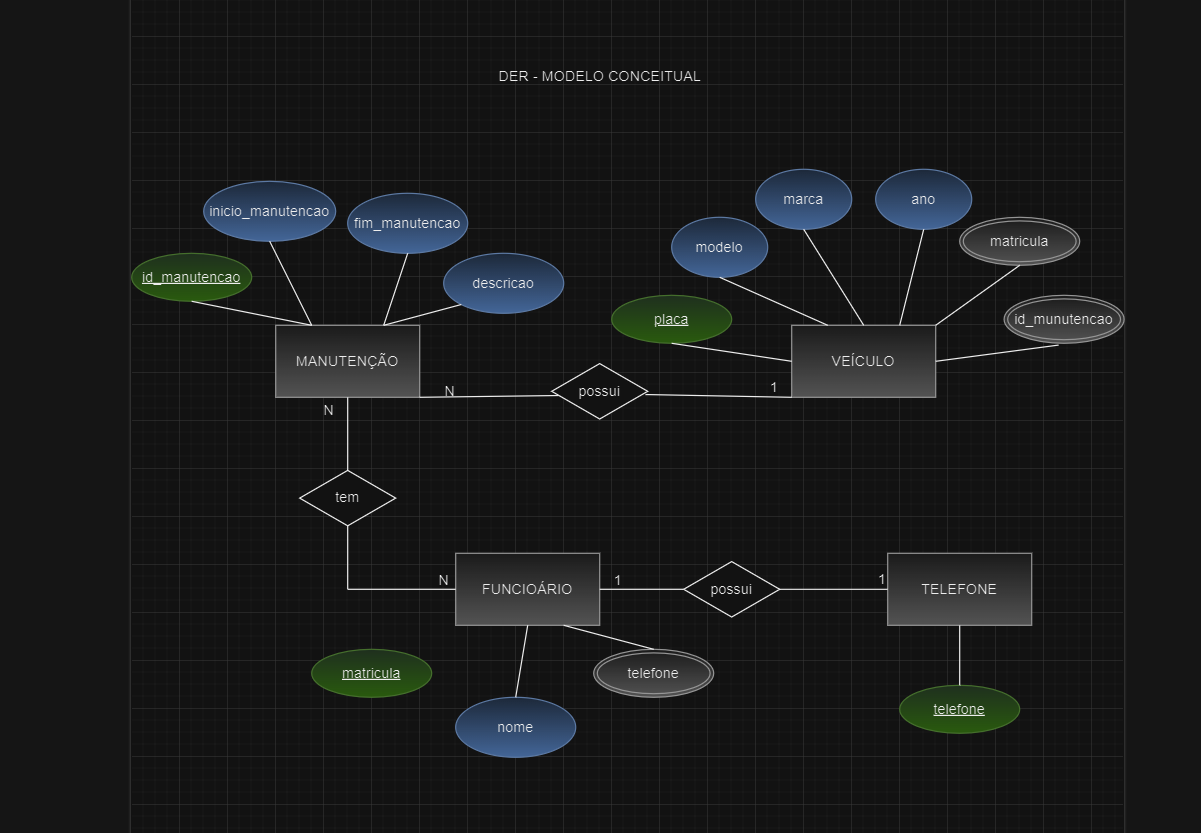 DER - MODELO CONCEITUAL
inicio_manutencao
fim_manutencao
id_manutencao
descricao
MANUTENÇÃO
marca
ano
modelo
matricula
placa
id_munutencao
VEÍCULO
N
possui
1
N
tem
N
FUNCIOÁRIO
1
possui
1
TELEFONE
matricula
nome
telefone
telefone